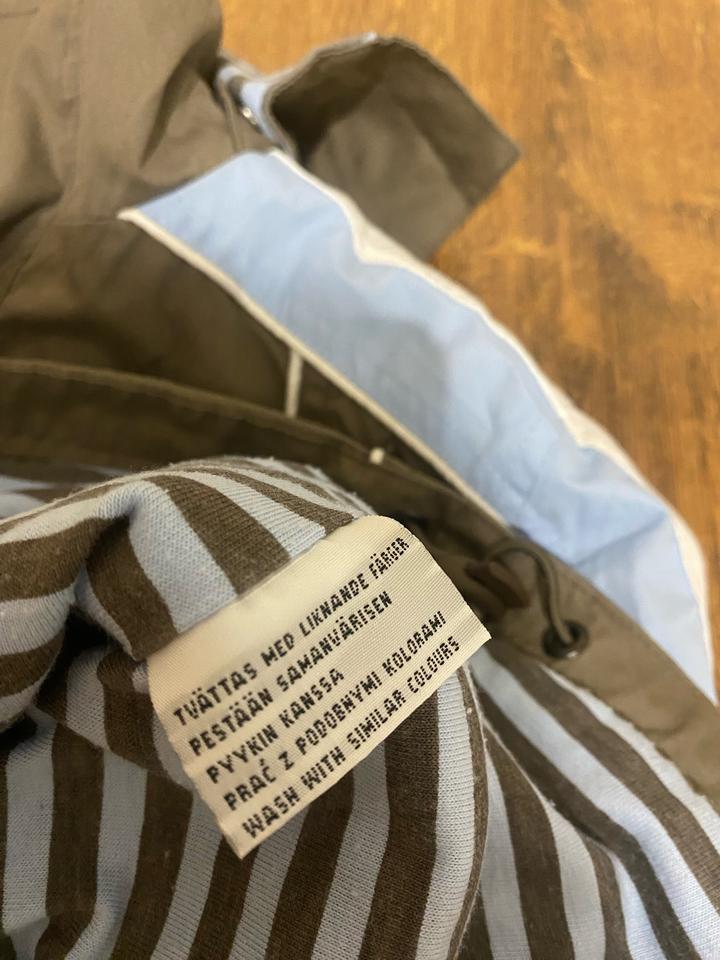 TVÄTTAS MED LIKNANDE FÄRGER
PESTÄÄN SAMANVÄRISEN
PYYKIN KANSSA
PRAĆ Z PODOBNYMI KOLORAMI
WASH WITH SIMILAR COLOURS